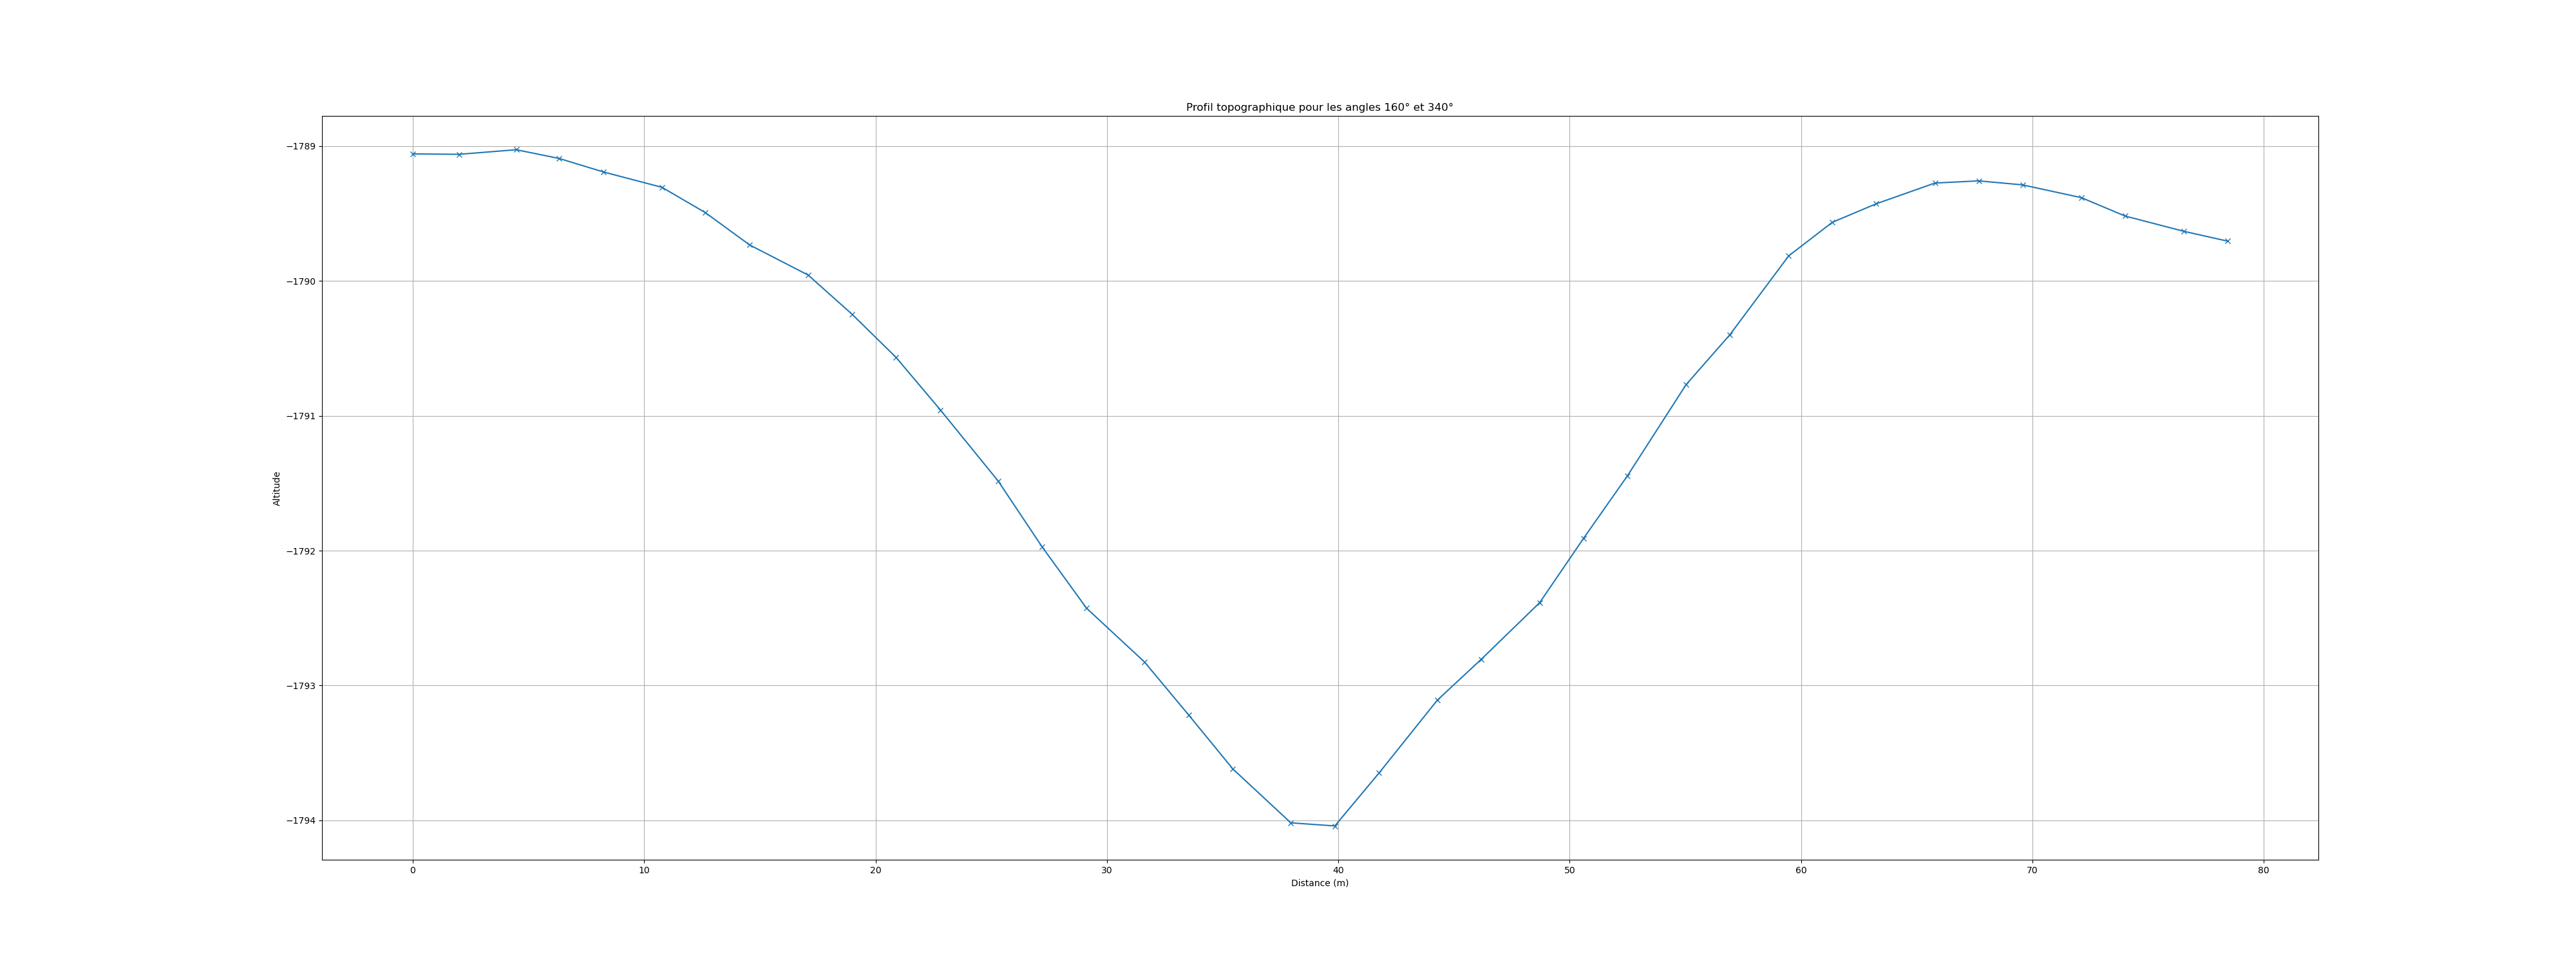 Profil topographique pour les angles 160° et 340°
Altitude
−1789
−1790
−1791
−1792
−1793
−1794
0 10 20 30 40 50 60 70 80
Distance (m)